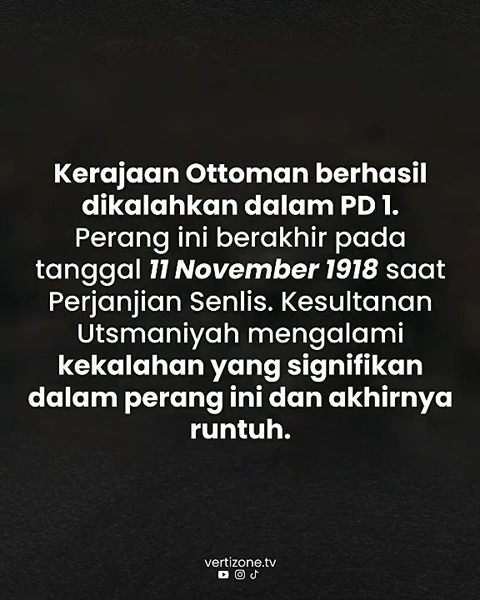 Kerajaan Ottoman berhasil
dikalahkan dalam PD 1.
Perang ini berakhir pada
tanggal 11 November 1918 saat
Perjanjian Senlis. Kesultanan
Utsmaniyah mengalami
kekalahan yang signifikan
dalam perang ini dan akhirnya
runtuh.
vertizone.tv